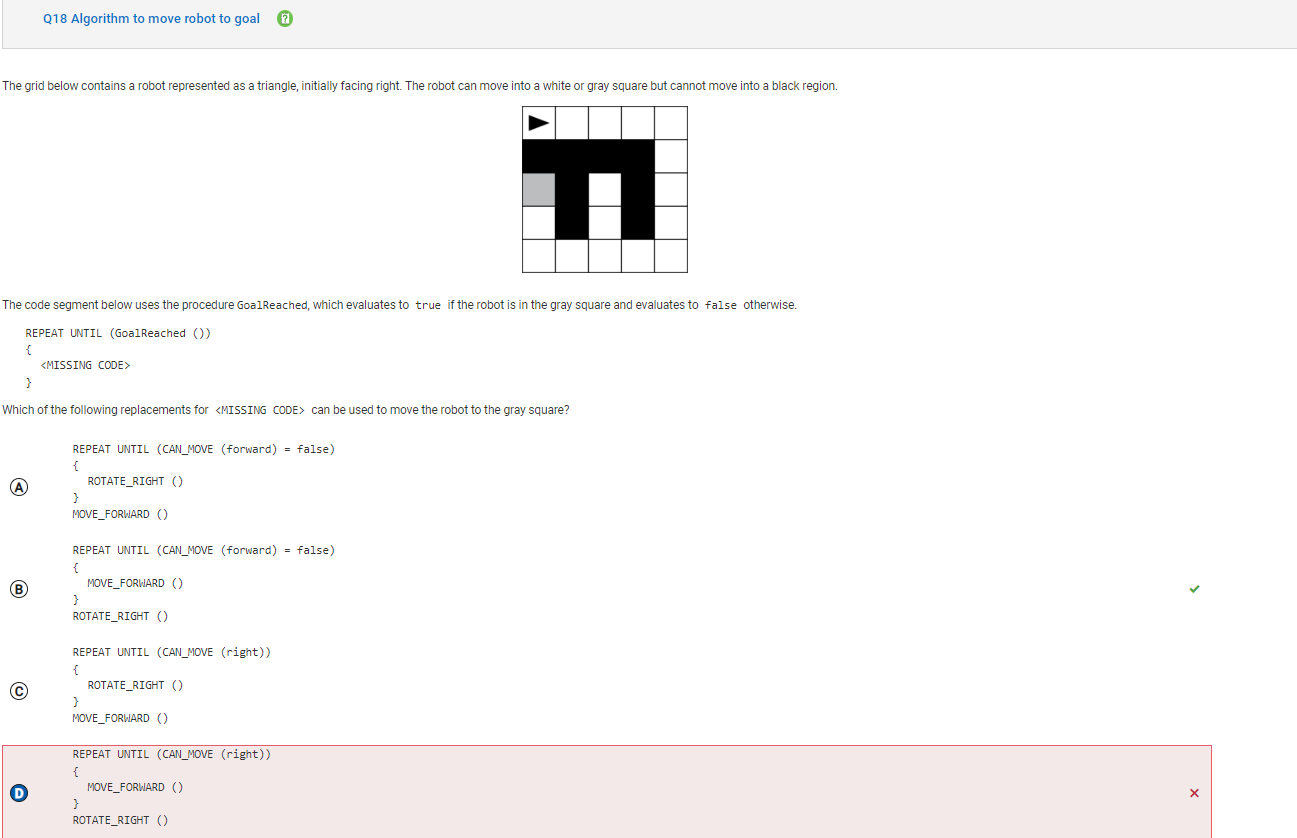 Q18 Algorithm to move robot to goal ?
The grid below contains a robot represented as a triangle, initially facing right. The robot can move into a white or gray square but cannot move into a black region.
The code segment below uses the procedure GoalReached, which evaluates to true if the robot is in the gray square and evaluates to false otherwise.
REPEAT UNTIL (GoalReached ())
{
<MISSING CODE>
}
Which of the following replacements for <MISSING CODE> can be used to move the robot to the gray square?
REPEAT UNTIL (CAN_MOVE (forward) = false)
{
A ROTATE_RIGHT ()
}
MOVE_FORWARD ()
REPEAT UNTIL (CAN_MOVE (forward) = false)
{
B MOVE_FORWARD ()
}
ROTATE_RIGHT ()
REPEAT UNTIL (CAN_MOVE (right))
{
C ROTATE_RIGHT ()
}
MOVE_FORWARD ()
REPEAT UNTIL (CAN_MOVE (right))
{
D MOVE_FORWARD ()
}
ROTATE_RIGHT ()